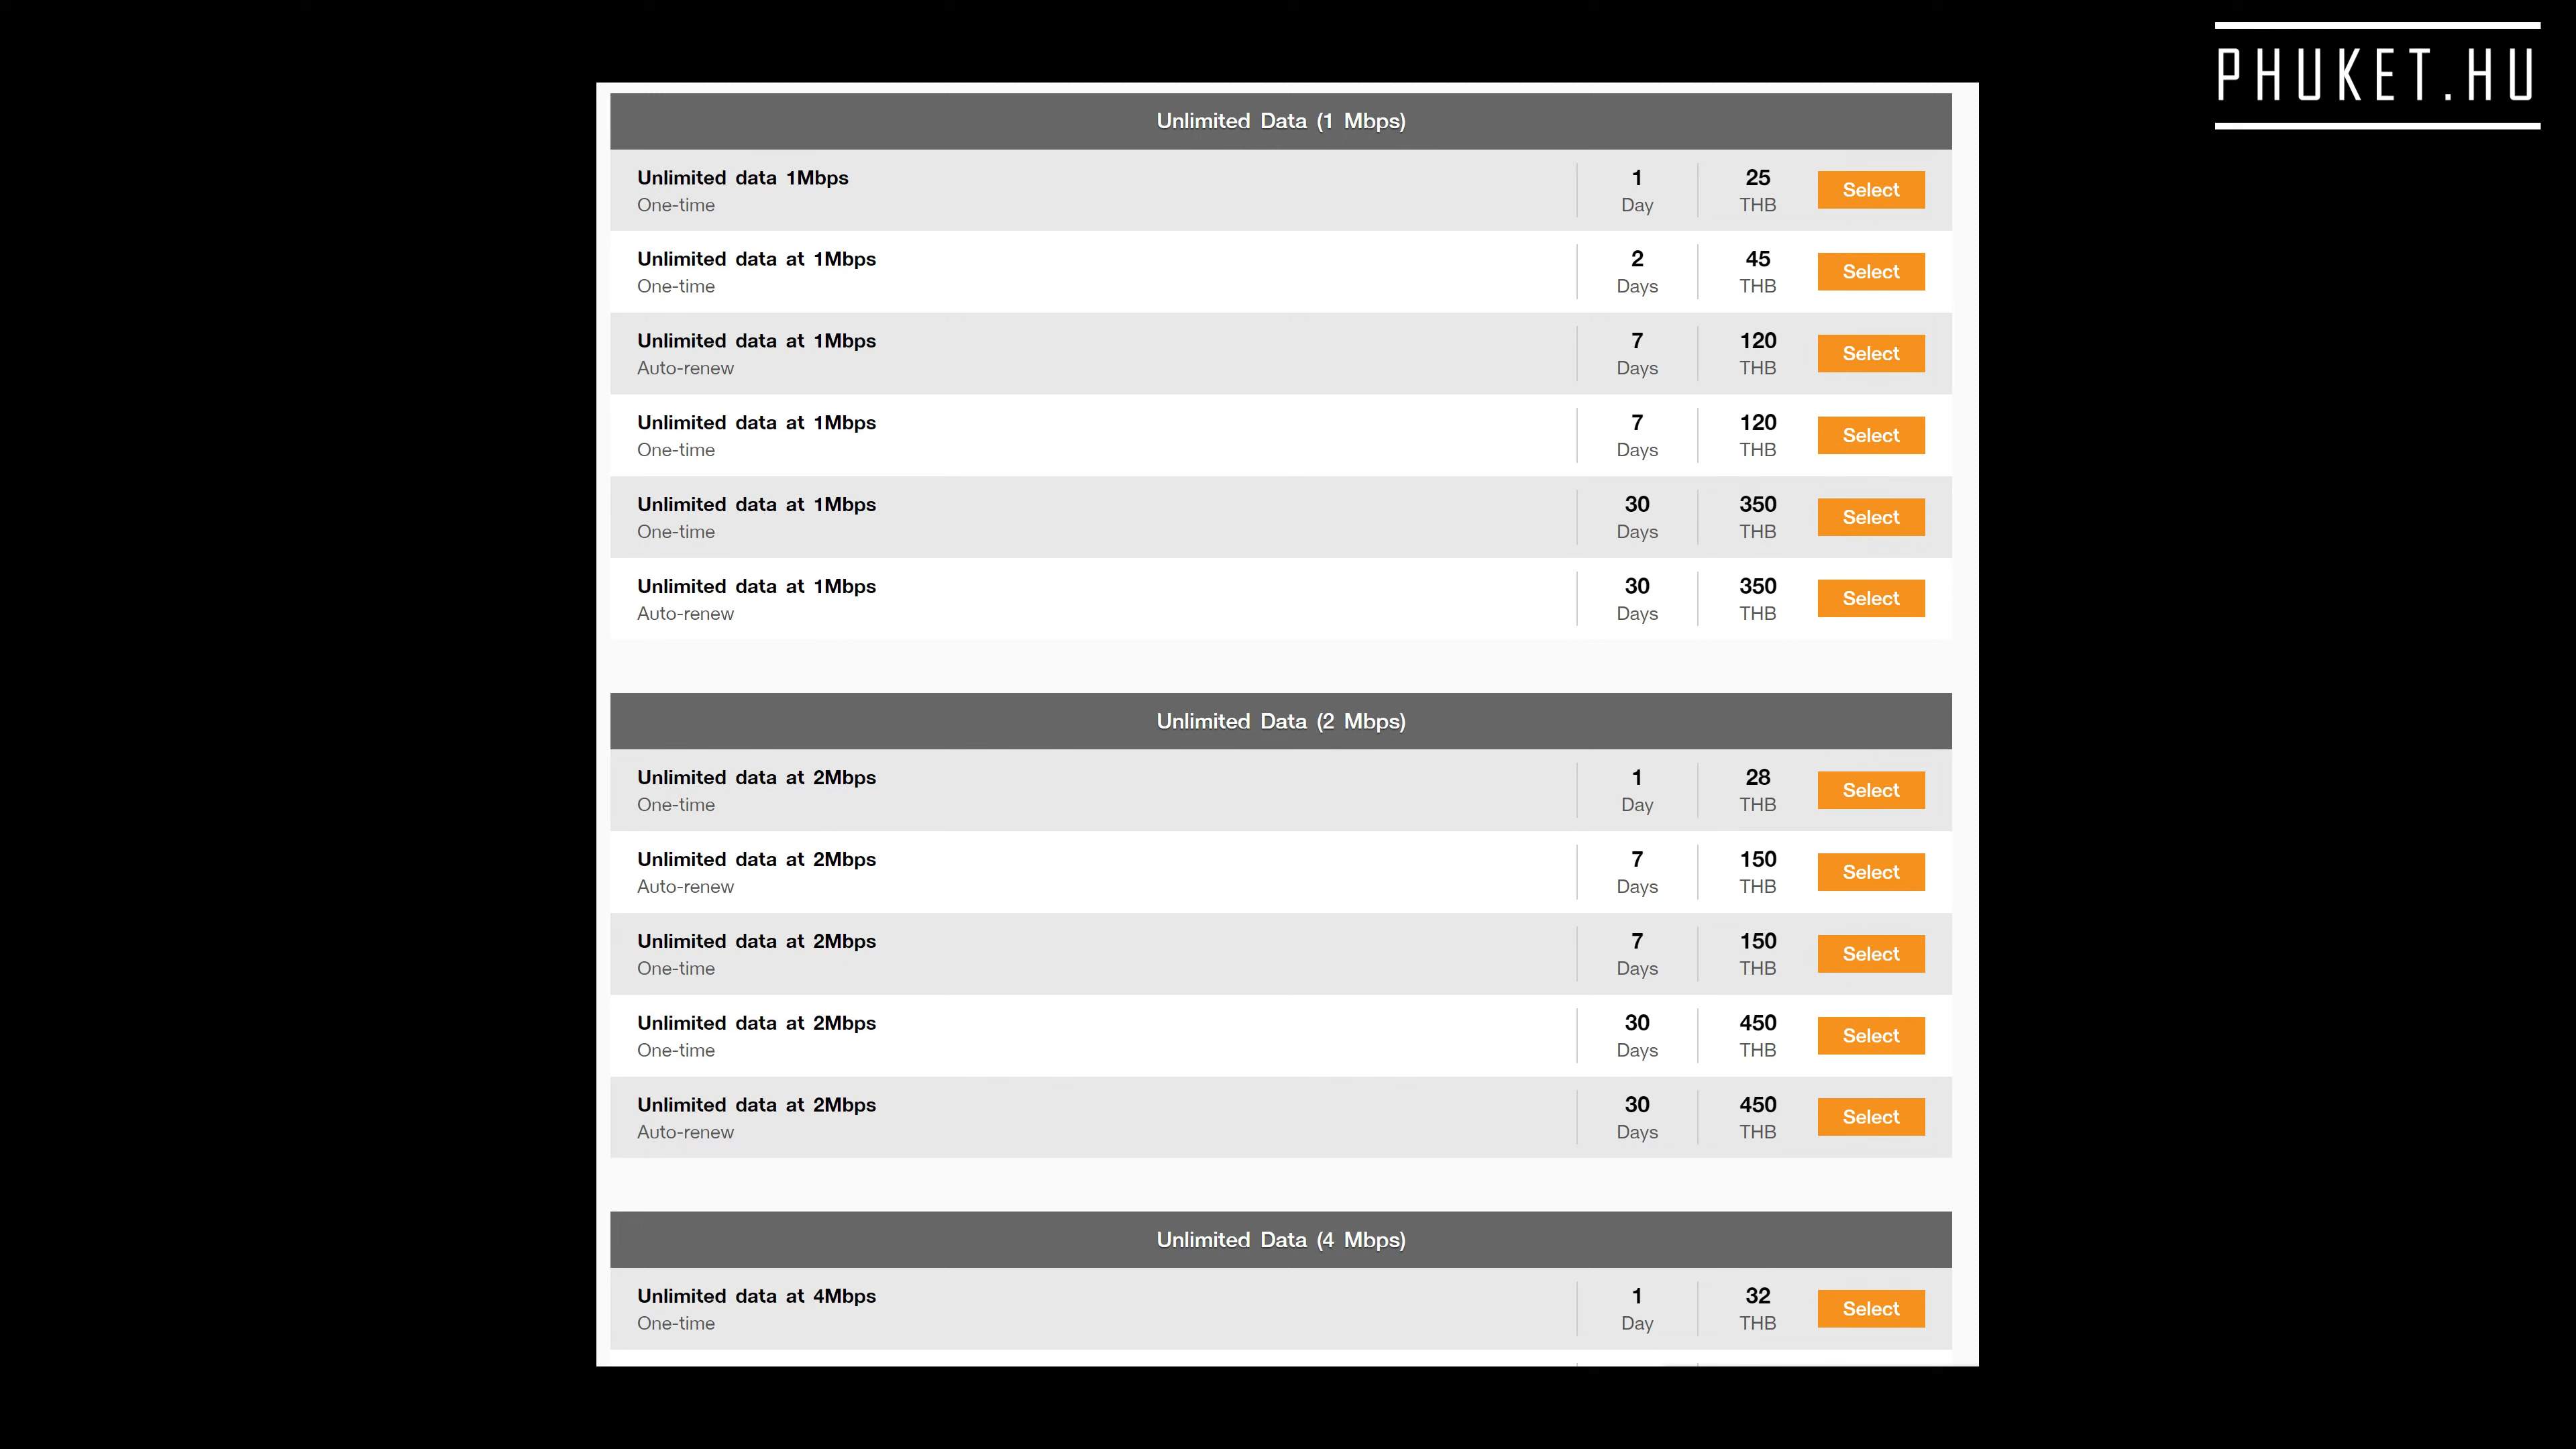 PHUKET.HU
Unlimited Data (1 Mbps)
Unlimited data 1Mbps
One-time
1
Day
25
THB
Select
Unlimited data at 1Mbps
One-time
2
Days
45
THB
Select
Unlimited data at 1Mbps
Auto-renew
7
Days
120
THB
Select
Unlimited data at 1Mbps
One-time
7
Days
120
THB
Select
Unlimited data at 1Mbps
One-time
30
Days
350
THB
Select
Unlimited data at 1Mbps
Auto-renew
30
Days
350
THB
Select
Unlimited Data (2 Mbps)
Unlimited data at 2Mbps
One-time
1
Day
28
THB
Select
Unlimited data at 2Mbps
Auto-renew
7
Days
150
THB
Select
Unlimited data at 2Mbps
One-time
7
Days
150
THB
Select
Unlimited data at 2Mbps
One-time
30
Days
450
THB
Select
Unlimited data at 2Mbps
Auto-renew
30
Days
450
THB
Select
Unlimited Data (4 Mbps)
Unlimited data at 4Mbps
One-time
1
Day
32
THB
Select